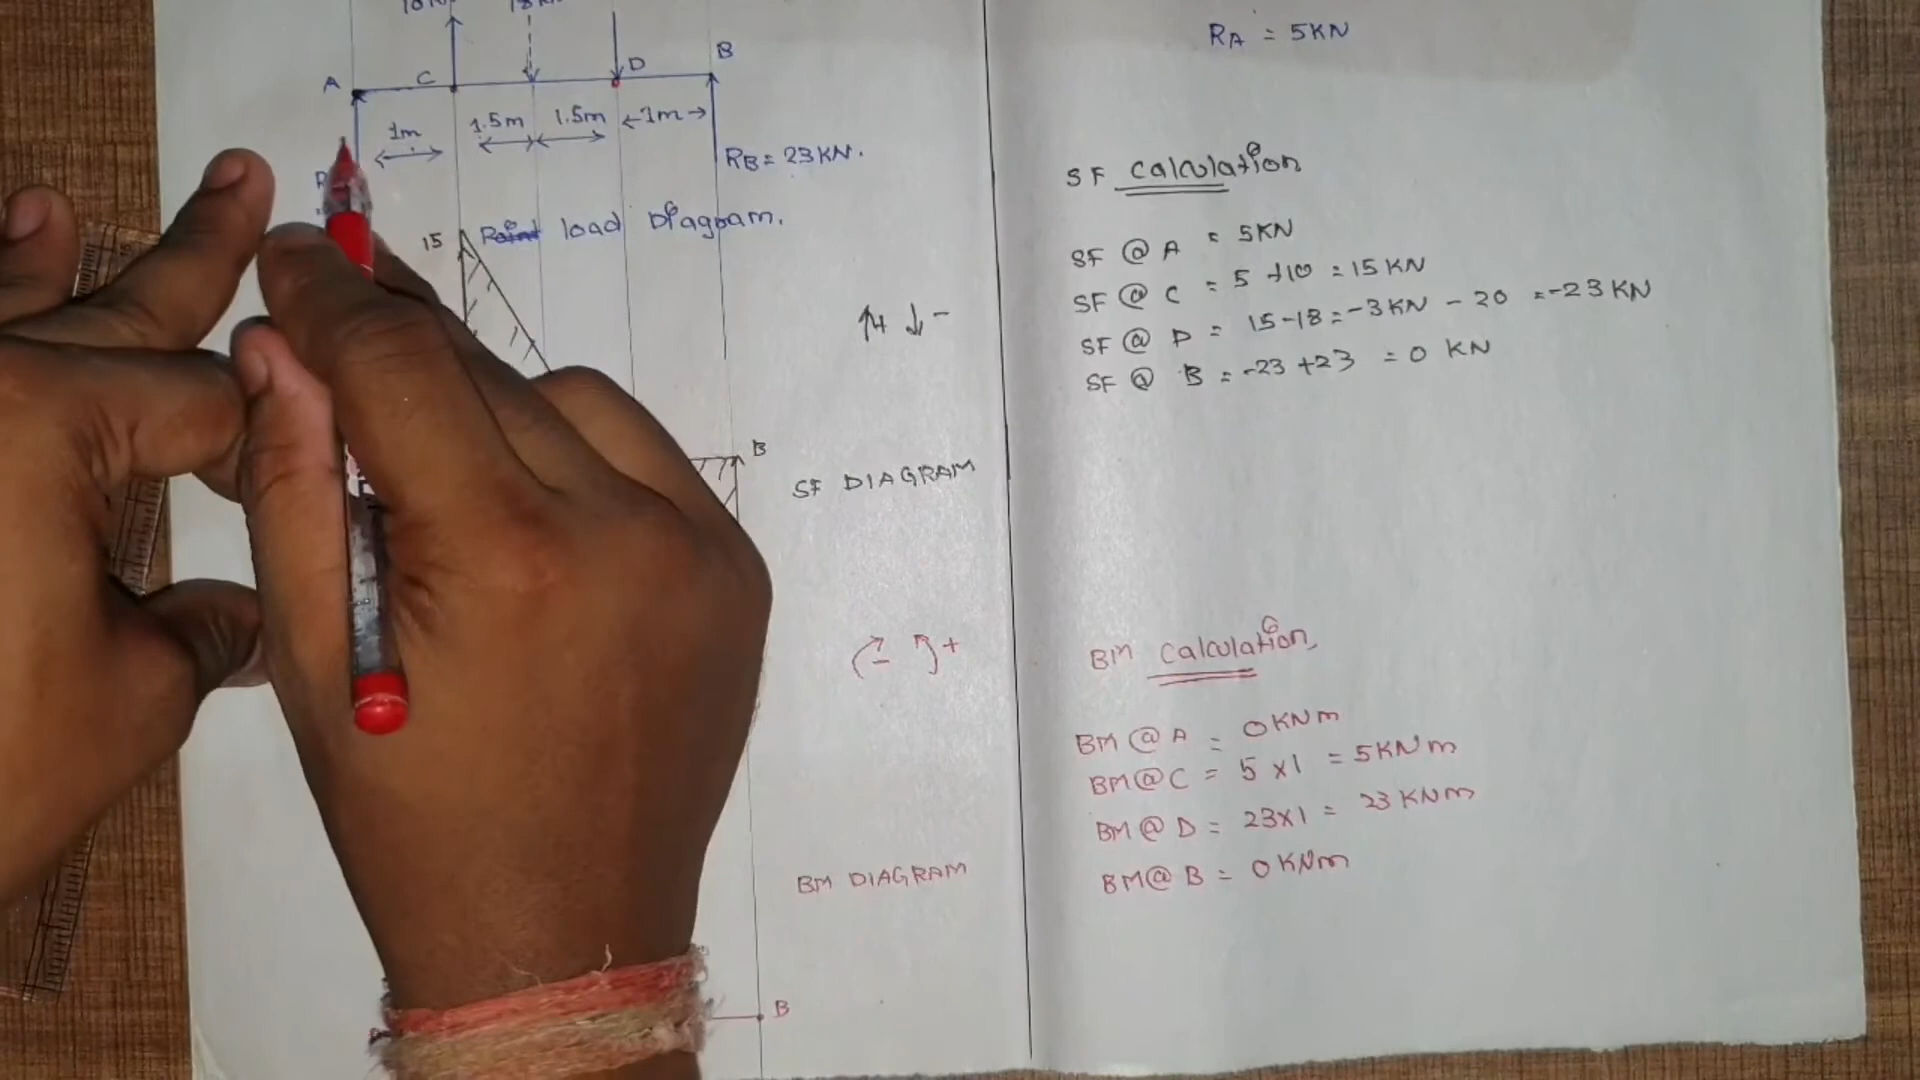 RA = 5KN
A
C
D
B
1m
1.5m
1.5m
1m
RB = 23KN.
15
load Diagram.
↑+ ↓-
B
SF DIAGRAM
- +
BM DIAGRAM
B
SF Calculation
SF @ A = 5KN
SF @ C = 5 +10 = 15 KN
SF @ D = 15-18 = -3KN - 20 = -23 KN
SF @ B = -23 +23 = 0 KN
BM Calculation
BM @ A = 0 KNm
BM@C = 5 x1 = 5KNm
BM@ D = 23x1 = 23 KNm
BM@ B = 0 KNm